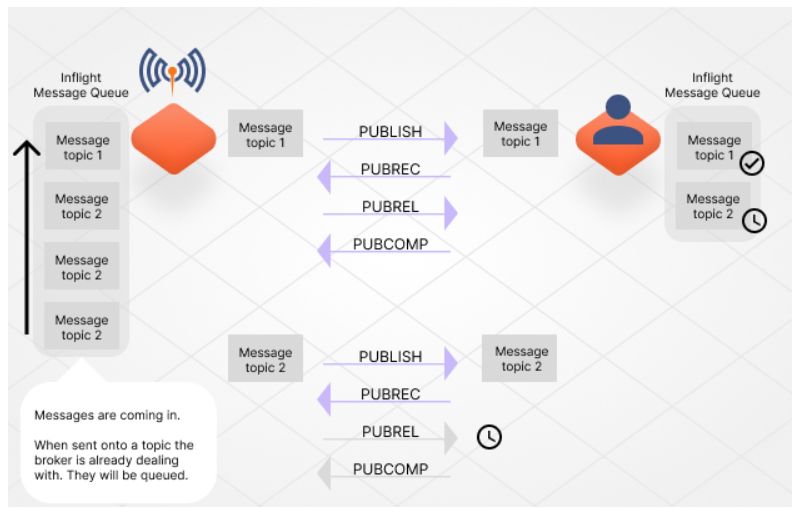 Inflight
Message Queue
Message
topic 1
Message
topic 2
Message
topic 2
Message
topic 2
Message
topic 1
PUBLISH
PUBREC
PUBREL
PUBCOMP
Message
topic 1
Inflight
Message Queue
Message
topic 1
Message
topic 2
Message
topic 2
PUBLISH
PUBREC
PUBREL
PUBCOMP
Message
topic 2
Messages are coming in.
When sent onto a topic the
broker is already dealing
with. They will be queued.